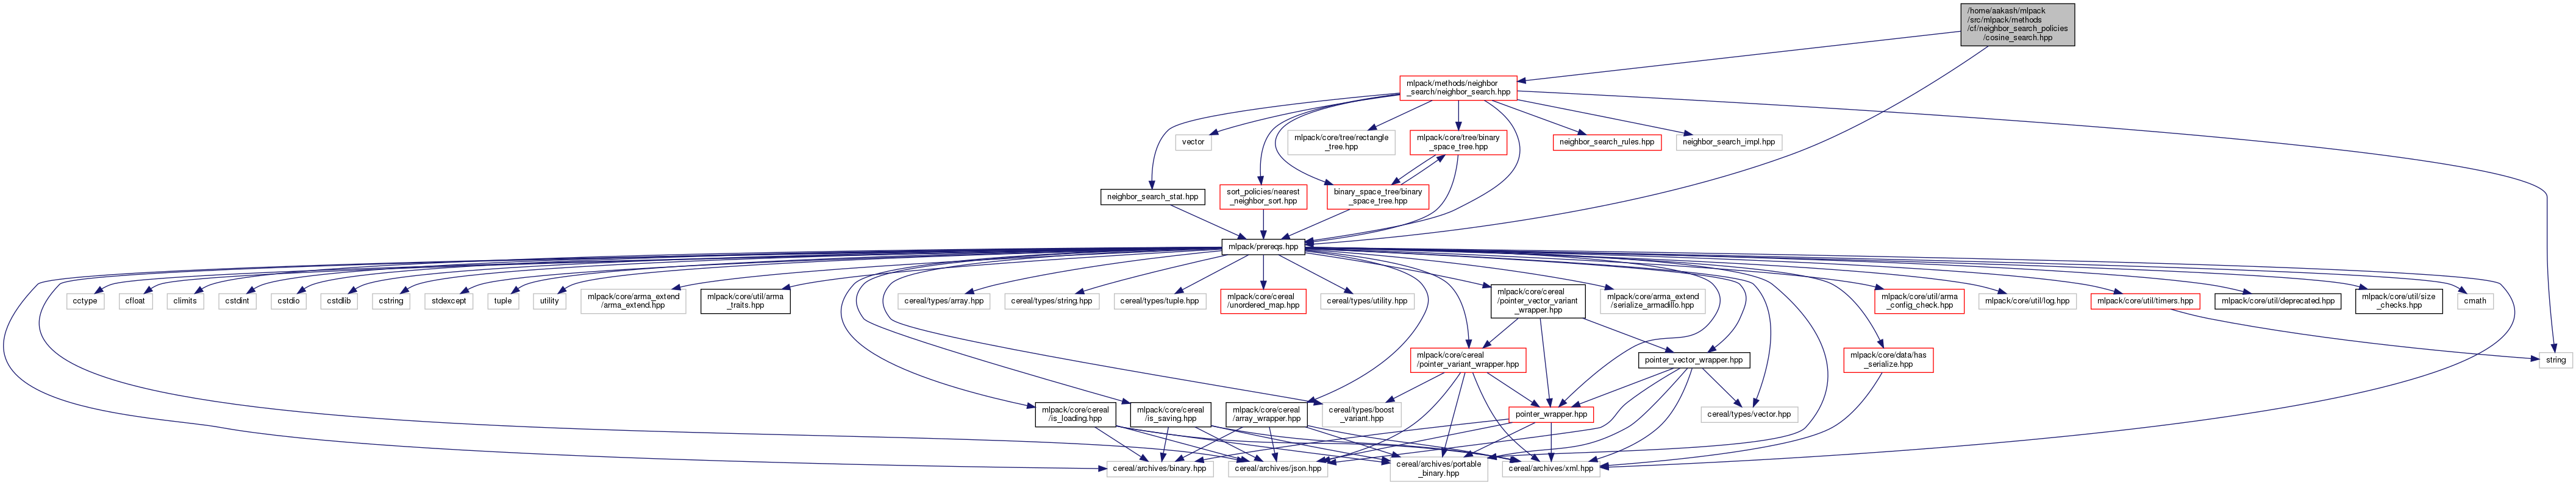 /home/aakash/mlpack
/src/mlpack/methods
/cf/neighbor_search_policies
/cosine_search.hpp
mlpack/methods/neighbor
_search/neighbor_search.hpp
vector
mlpack/core/tree/rectangle
_tree.hpp
mlpack/core/tree/binary
_space_tree.hpp
neighbor_search_rules.hpp
neighbor_search_impl.hpp
neighbor_search_stat.hpp
sort_policies/nearest
_neighbor_sort.hpp
binary_space_tree/binary
_space_tree.hpp
mlpack/prereqs.hpp
cctype
cfloat
climits
cstdint
cstdio
cstdlib
cstring
stdexcept
tuple
utility
mlpack/core/arma_extend
/arma_extend.hpp
mlpack/core/util/arma
_traits.hpp
cereal/types/array.hpp
cereal/types/string.hpp
cereal/types/tuple.hpp
mlpack/core/cereal
/unordered_map.hpp
cereal/types/utility.hpp
mlpack/core/cereal
/pointer_vector_variant
_wrapper.hpp
mlpack/core/arma_extend
/serialize_armadillo.hpp
mlpack/core/util/arma
_config_check.hpp
mlpack/core/util/log.hpp
mlpack/core/util/timers.hpp
mlpack/core/util/deprecated.hpp
mlpack/core/util/size
_checks.hpp
cmath
mlpack/core/cereal
/pointer_variant_wrapper.hpp
pointer_vector_wrapper.hpp
mlpack/core/data/has
_serialize.hpp
string
mlpack/core/cereal
/is_loading.hpp
mlpack/core/cereal
/is_saving.hpp
mlpack/core/cereal
/array_wrapper.hpp
cereal/types/boost
_variant.hpp
pointer_wrapper.hpp
cereal/types/vector.hpp
cereal/archives/binary.hpp
cereal/archives/json.hpp
cereal/archives/portable
_binary.hpp
cereal/archives/xml.hpp